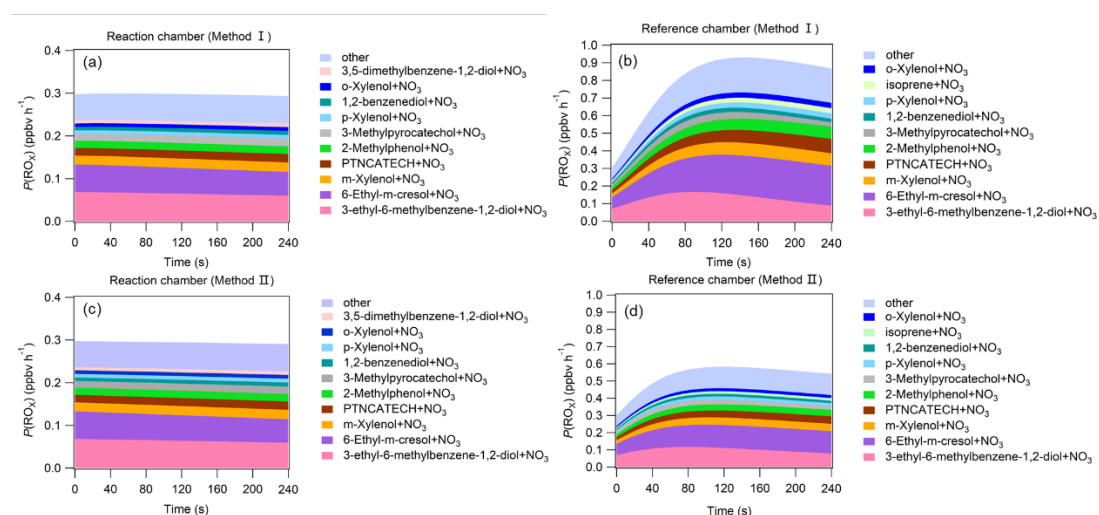 Reaction chamber (Method Ⅰ)
(a)
P(ROX) (ppbv h-1)
0.4
0.3
0.2
0.1
0.0
0 40 80 120 160 200 240
Time (s)
other
3,5-dimethylbenzene-1,2-diol+NO3
o-Xylenol+NO3
1,2-benzenediol+NO3
p-Xylenol+NO3
3-Methylpyrocatechol+NO3
2-Methylphenol+NO3
PTNCATECH+NO3
m-Xylenol+NO3
6-Ethyl-m-cresol+NO3
3-ethyl-6-methylbenzene-1,2-diol+NO3
Reference chamber (Method Ⅰ)
(b)
P(ROX) (ppbv h-1)
1.0
0.9
0.8
0.7
0.6
0.5
0.4
0.3
0.2
0.1
0.0
0 40 80 120 160 200 240
Time (s)
other
o-Xylenol+NO3
isoprene+NO3
p-Xylenol+NO3
1,2-benzenediol+NO3
3-Methylpyrocatechol+NO3
2-Methylphenol+NO3
PTNCATECH+NO3
m-Xylenol+NO3
6-Ethyl-m-cresol+NO3
3-ethyl-6-methylbenzene-1,2-diol+NO3
Reaction chamber (Method Ⅱ)
(c)
P(ROX) (ppbv h-1)
0.4
0.3
0.2
0.1
0.0
0 40 80 120 160 200 240
Time (s)
other
3,5-dimethylbenzene-1,2-diol+NO3
o-Xylenol+NO3
p-Xylenol+NO3
1,2-benzenediol+NO3
3-Methylpyrocatechol+NO3
2-Methylphenol+NO3
PTNCATECH+NO3
m-Xylenol+NO3
6-Ethyl-m-cresol+NO3
3-ethyl-6-methylbenzene-1,2-diol+NO3
Reference chamber (Method Ⅱ)
(d)
P(ROX) (ppbv h-1)
1.0
0.9
0.8
0.7
0.6
0.5
0.4
0.3
0.2
0.1
0.0
0 40 80 120 160 200 240
Time (s)
other
o-Xylenol+NO3
isoprene+NO3
1,2-benzenediol+NO3
p-Xylenol+NO3
3-Methylpyrocatechol+NO3
2-Methylphenol+NO3
PTNCATECH+NO3
m-Xylenol+NO3
6-Ethyl-m-cresol+NO3
3-ethyl-6-methylbenzene-1,2-diol+NO3